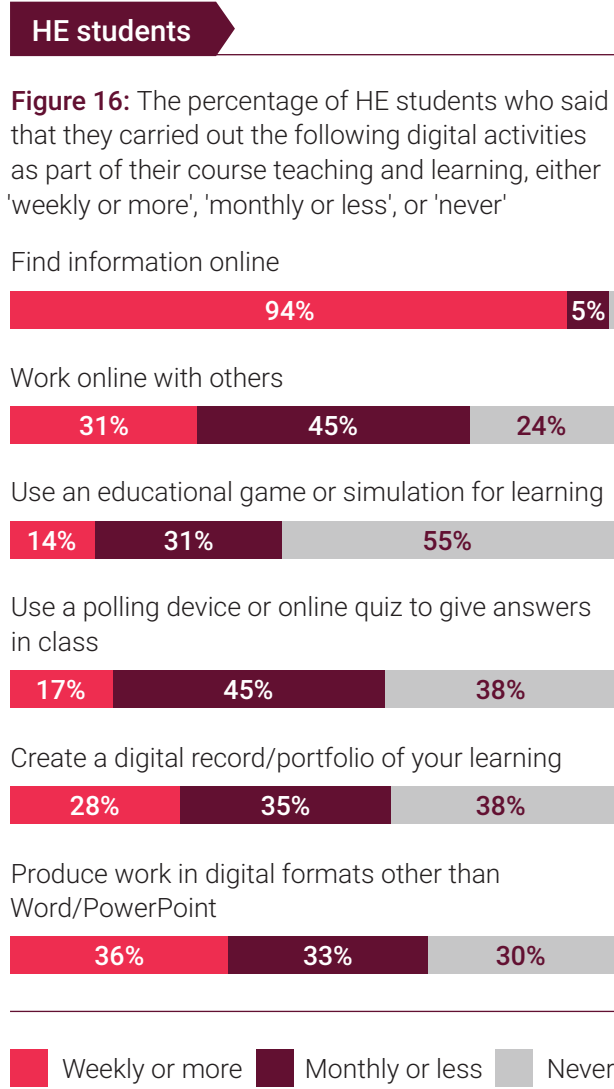 HE students
Figure 16: The percentage of HE students who said
that they carried out the following digital activities
as part of their course teaching and learning, either
'weekly or more', 'monthly or less', or 'never'
Find information online
94% 5%
Work online with others
31% 45% 24%
Use an educational game or simulation for learning
14% 31% 55%
Use a polling device or online quiz to give answers
in class
17% 45% 38%
Create a digital record/portfolio of your learning
28% 35% 38%
Produce work in digital formats other than
Word/PowerPoint
36% 33% 30%
Weekly or more Monthly or less Never